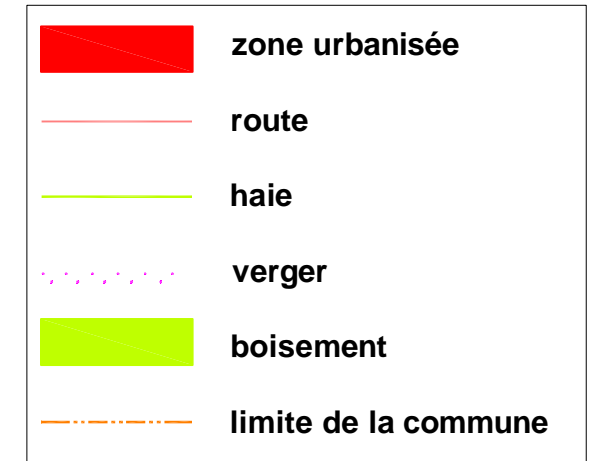 zone urbanisée
route
haie
verger
boisement
limite de la commune